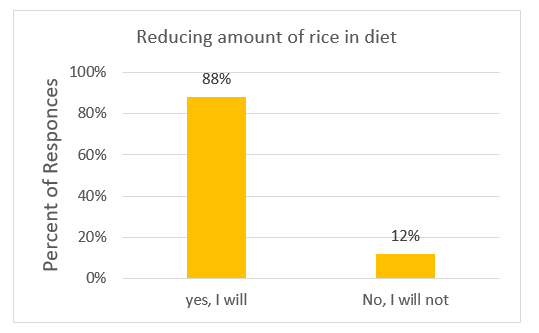 Reducing amount of rice in diet
Percent of Responces
100%
80%
60%
40%
20%
0%
88%
12%
yes, I will
No, I will not